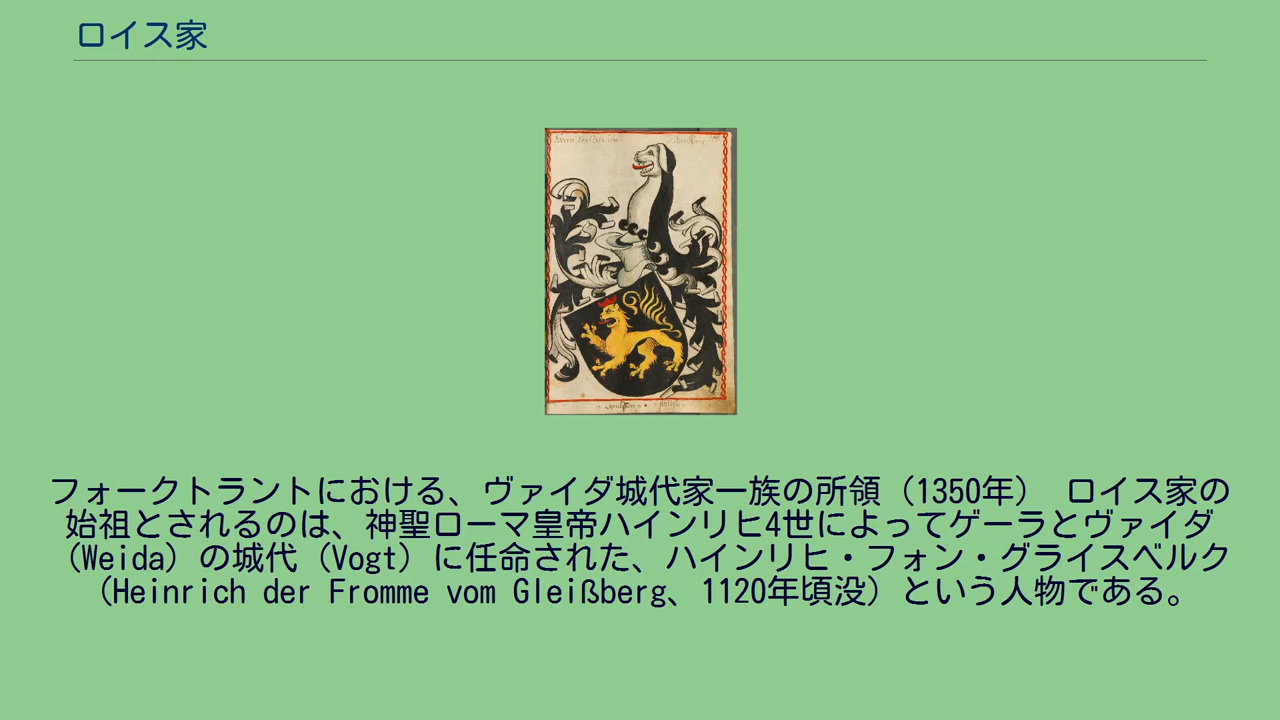 ロイス家
フォークトラントにおける、ヴァイダ城代家一族の所領（1350年） ロイス家の
始祖とされるのは、神聖ローマ皇帝ハインリヒ4世によってゲーラとヴァイダ
（Weida）の城代（Vogt）に任命された、ハインリヒ・フォン・グライスベルク
（Heinrich der Fromme vom Gleißberg、1120年頃没）という人物である。